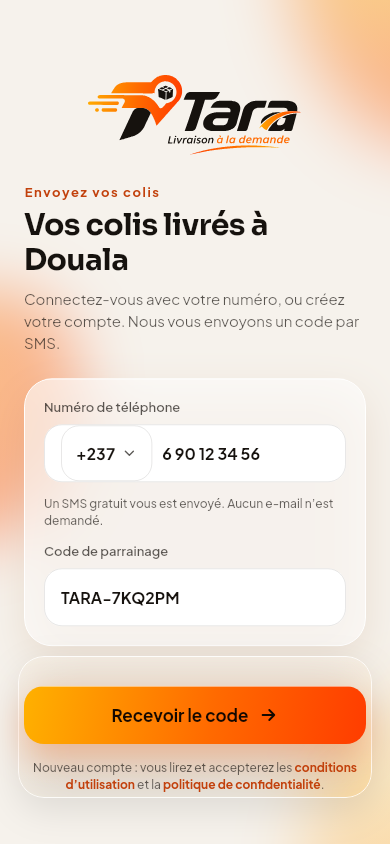 Tara
Livraison à la demande
Envoyez vos colis
Vos colis livrés à
Douala
Connectez-vous avec votre numéro, ou créez
votre compte. Nous vous envoyons un code par
SMS.
Numéro de téléphone
+237 6 90 12 34 56
Un SMS gratuit vous est envoyé. Aucun e-mail n'est
demandé.
Code de parrainage
TARA-7KQ2PM
Recevoir le code →
Nouveau compte : vous lirez et accepterez les conditions
d'utilisation et la politique de confidentialité.